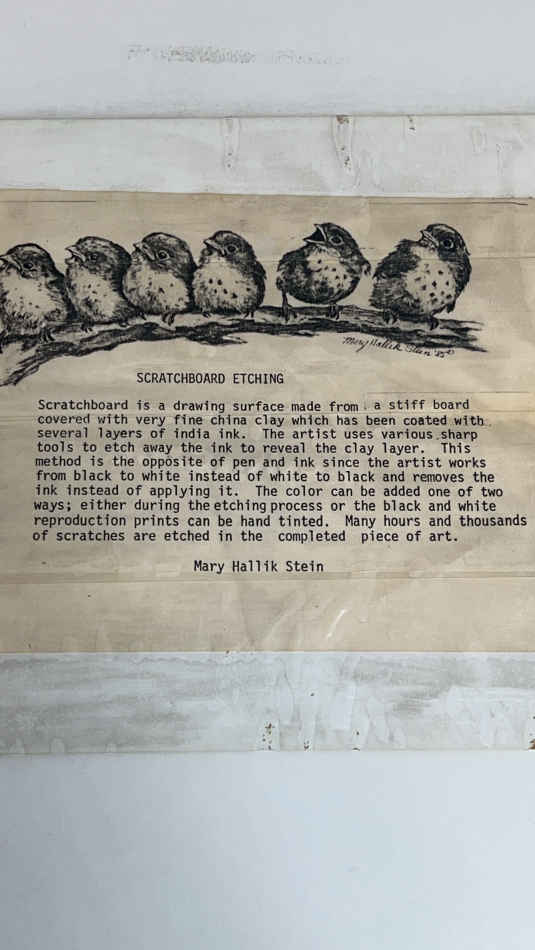 Mary Hallik Stein '85
SCRATCHBOARD ETCHING
Scratchboard is a drawing surface made from a stiff board
covered with very fine china clay which has been coated with
several layers of india ink. The artist uses various sharp
tools to etch away the ink to reveal the clay layer. This
method is the opposite of pen and ink since the artist works
from black to white instead of white to black and removes the
ink instead of applying it. The color can be added one of two
ways; either during the etching process or the black and white
reproduction prints can be hand tinted. Many hours and thousands
of scratches are etched in the completed piece of art.
Mary Hallik Stein